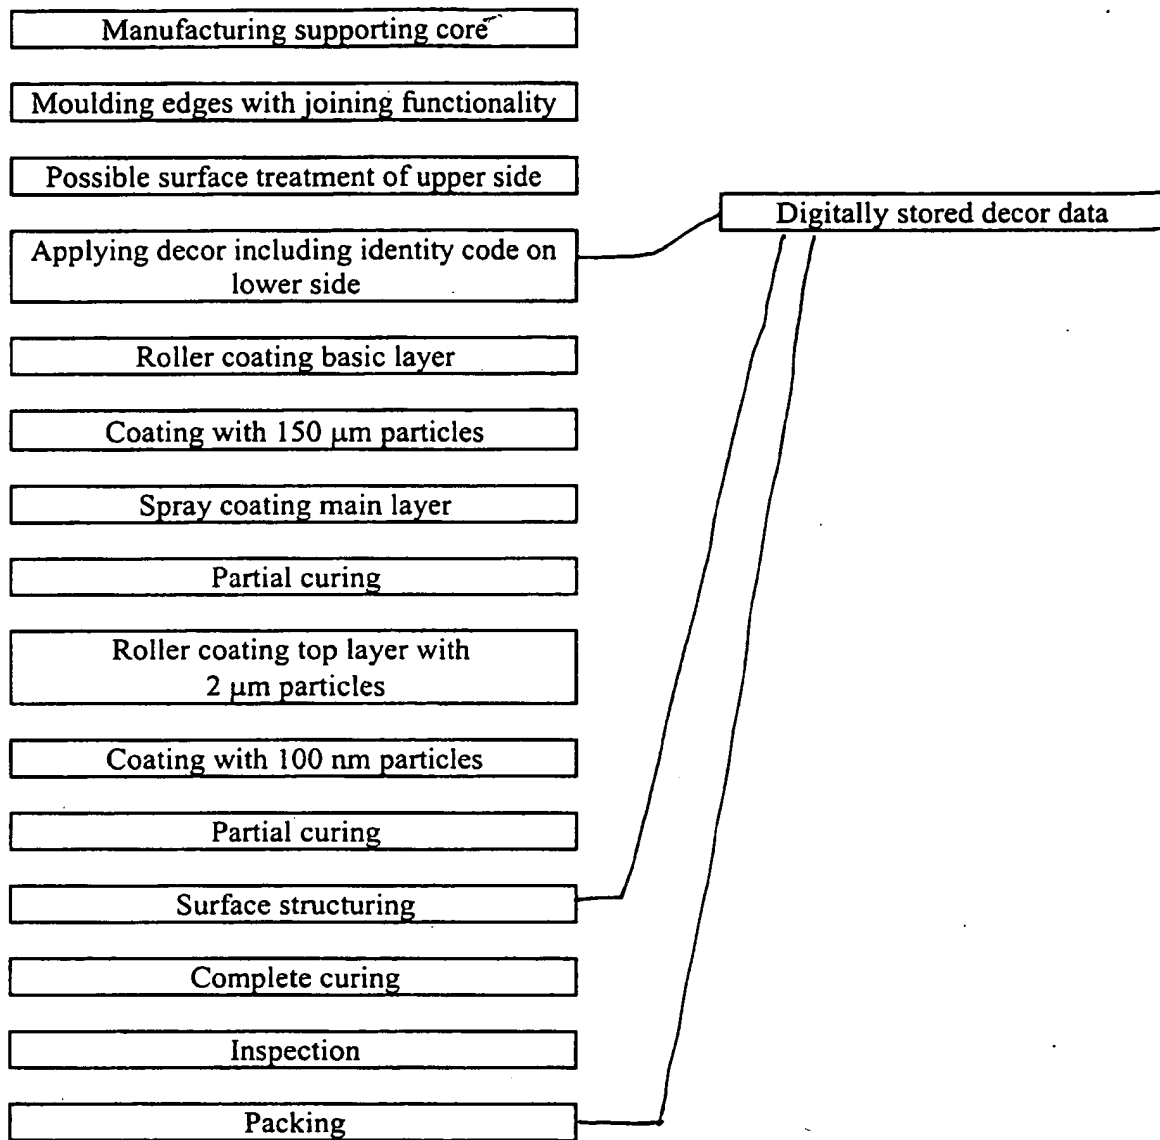 Manufacturing supporting core
Moulding edges with joining functionality
Possible surface treatment of upper side
Digitally stored decor data
Applying decor including identity code on
lower side
Roller coating basic layer
Coating with 150 μm particles
Spray coating main layer
Partial curing
Roller coating top layer with
2 μm particles
Coating with 100 nm particles
Partial curing
Surface structuring
Complete curing
Inspection
Packing